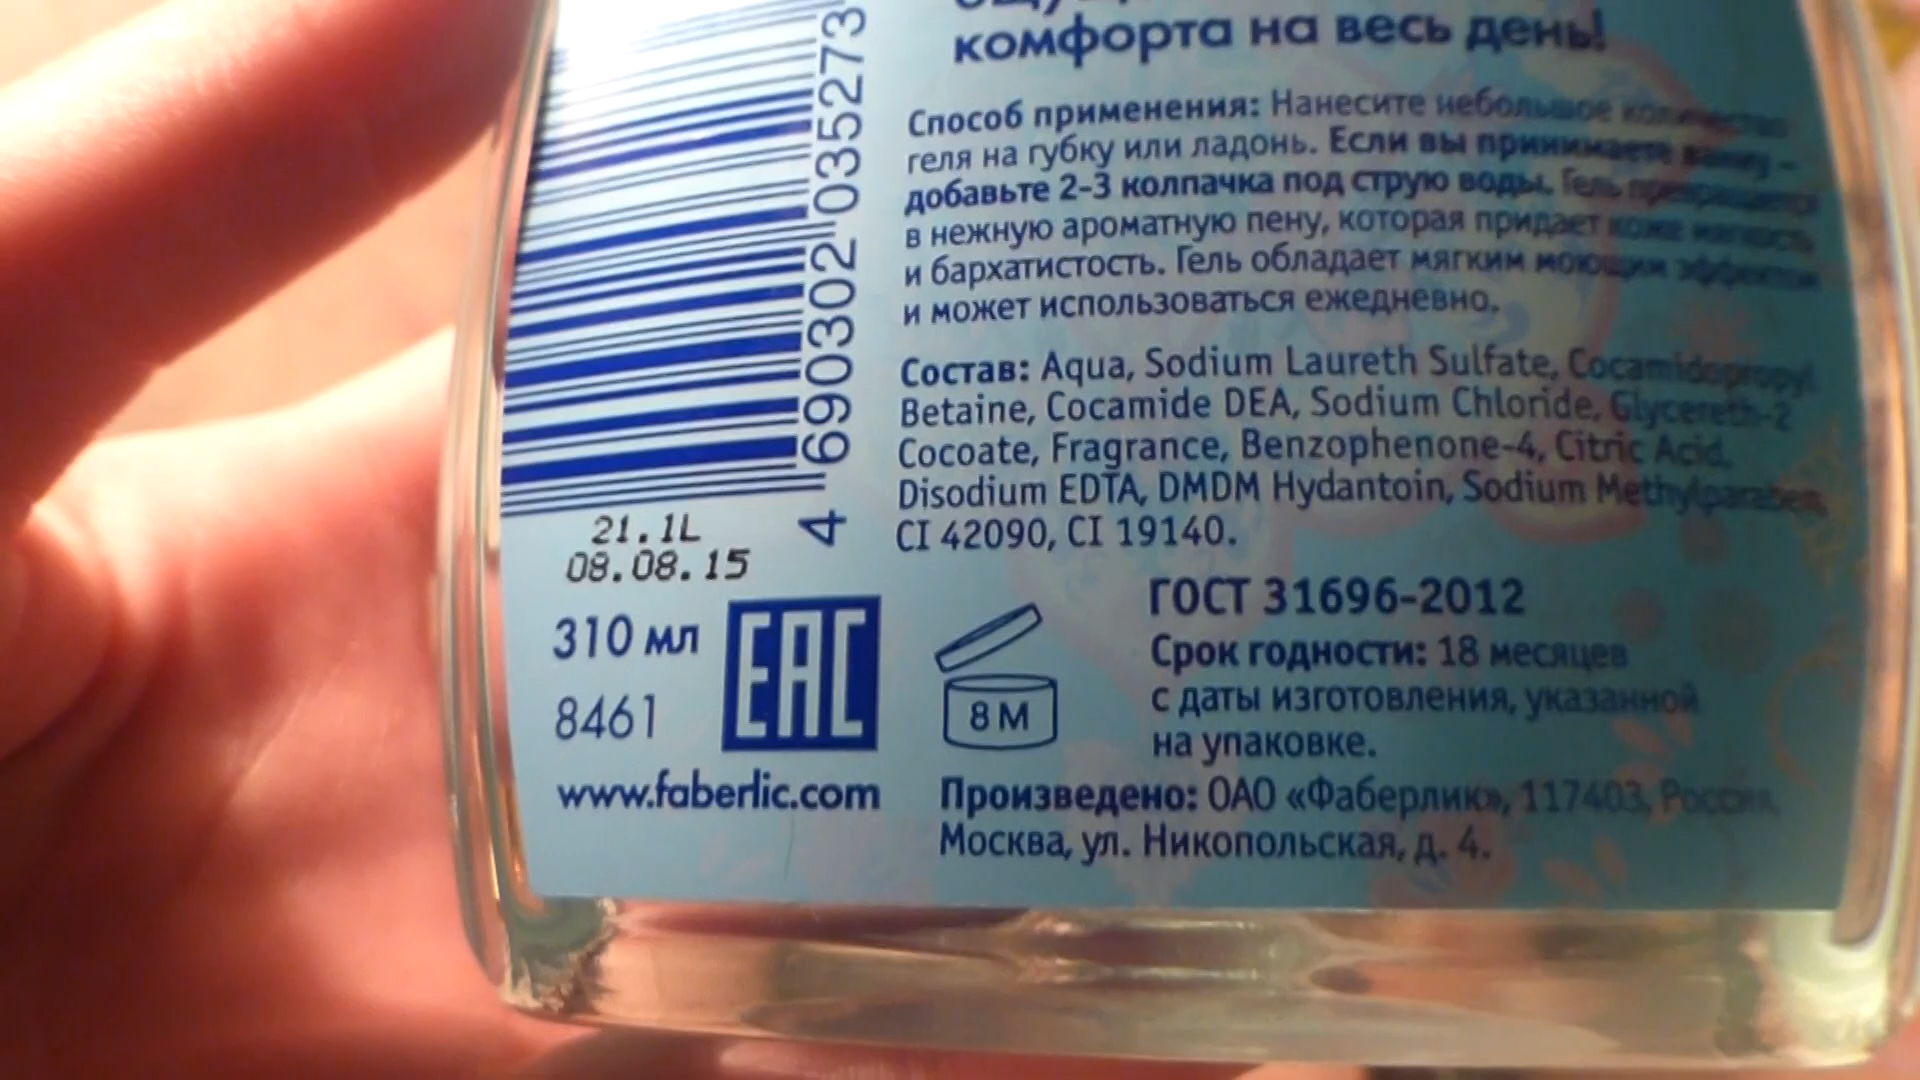 комфорта на весь день!
Способ применения: Нанесите небольшое количество
геля на губку или ладонь. Если вы принимаете ванну –
добавьте 2-3 колпачка под струю воды. Гель превращается
в нежную ароматную пену, которая придает коже мягкость
и бархатистость. Гель обладает мягким моющим эффектом
и может использоваться ежедневно.
Состав: Aqua, Sodium Laureth Sulfate, Cocamidopropyl
Betaine, Cocamide DEA, Sodium Chloride, Glycereth-2
Cocoate, Fragrance, Benzophenone-4, Citric Acid,
Disodium EDTA, DMDM Hydantoin, Sodium Methylparaben,
CI 42090, CI 19140.
4 690302 035273
21.1L
08.08.15
310 мл
8461
EAC
www.faberlic.com
8 M
ГОСТ 31696-2012
Срок годности: 18 месяцев
с даты изготовления, указанной
на упаковке.
Произведено: ОАО «Фаберлик», 117403, Россия,
Москва, ул. Никопольская, д. 4.